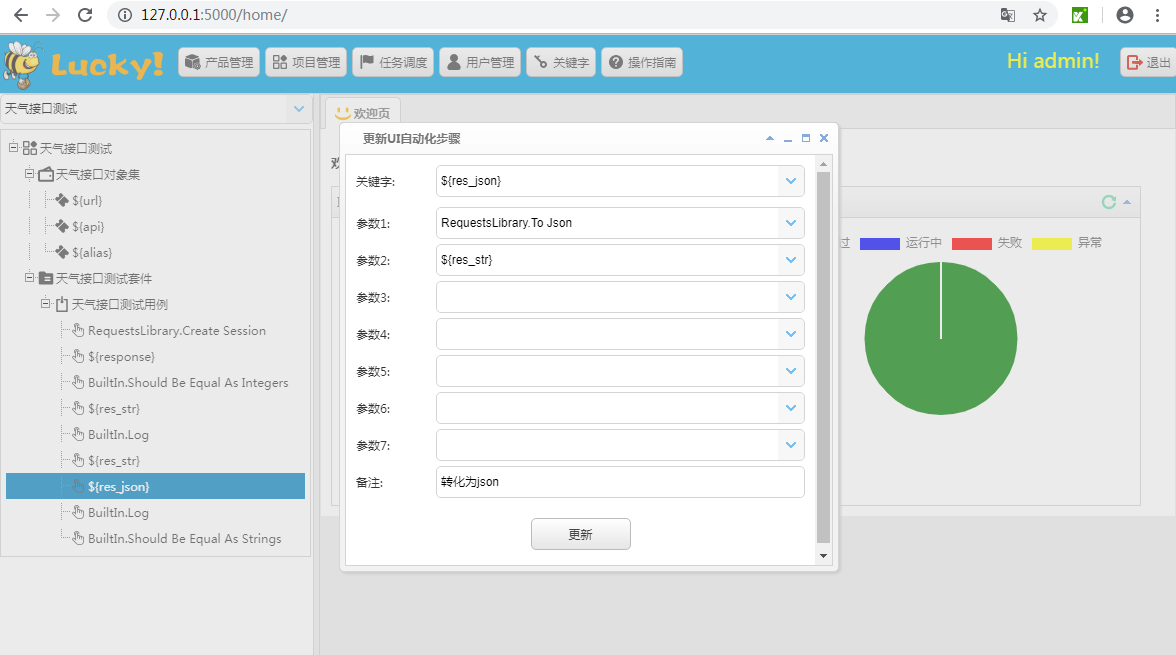 127.0.0.1:5000/home/
Lucky!
产品管理
项目管理
任务调度
用户管理
关键字
操作指南
Hi admin!
退出
天气接口测试
天气接口测试
天气接口对象集
${url}
${api}
${alias}
天气接口测试套件
天气接口测试用例
RequestsLibrary.Create Session
${response}
BuiltIn.Should Be Equal As Integers
${res_str}
BuiltIn.Log
${res_str}
${res_json}
BuiltIn.Log
BuiltIn.Should Be Equal As Strings
欢迎页
更新UI自动化步骤
关键字:
${res_json}
参数1:
RequestsLibrary.To Json
参数2:
${res_str}
参数3:
参数4:
参数5:
参数6:
参数7:
备注:
转化为json
更新
过
运行中
失败
异常